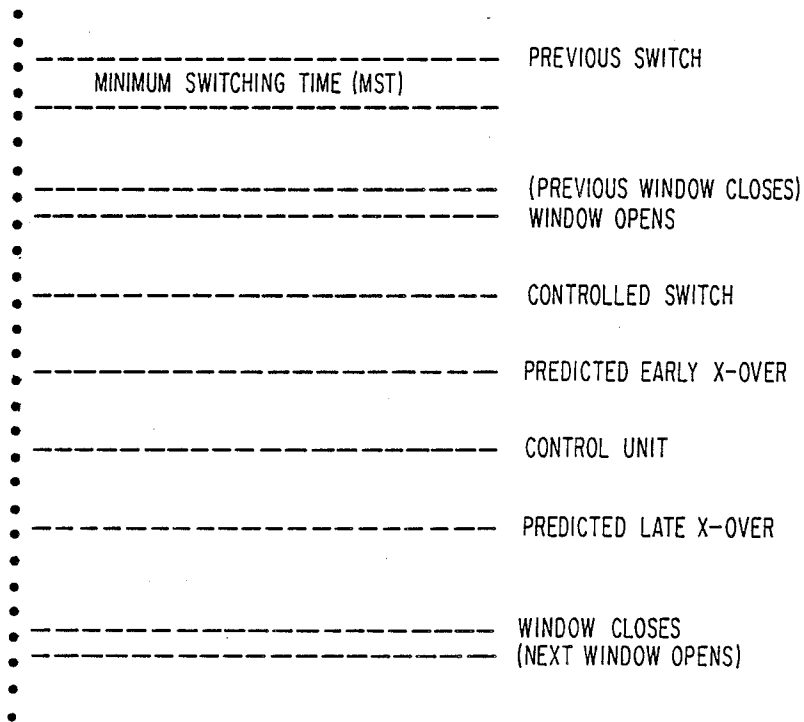 PREVIOUS SWITCH
MINIMUM SWITCHING TIME (MST)
(PREVIOUS WINDOW CLOSES)
WINDOW OPENS
CONTROLLED SWITCH
PREDICTED EARLY X-OVER
CONTROL UNIT
PREDICTED LATE X-OVER
WINDOW CLOSES
(NEXT WINDOW OPENS)